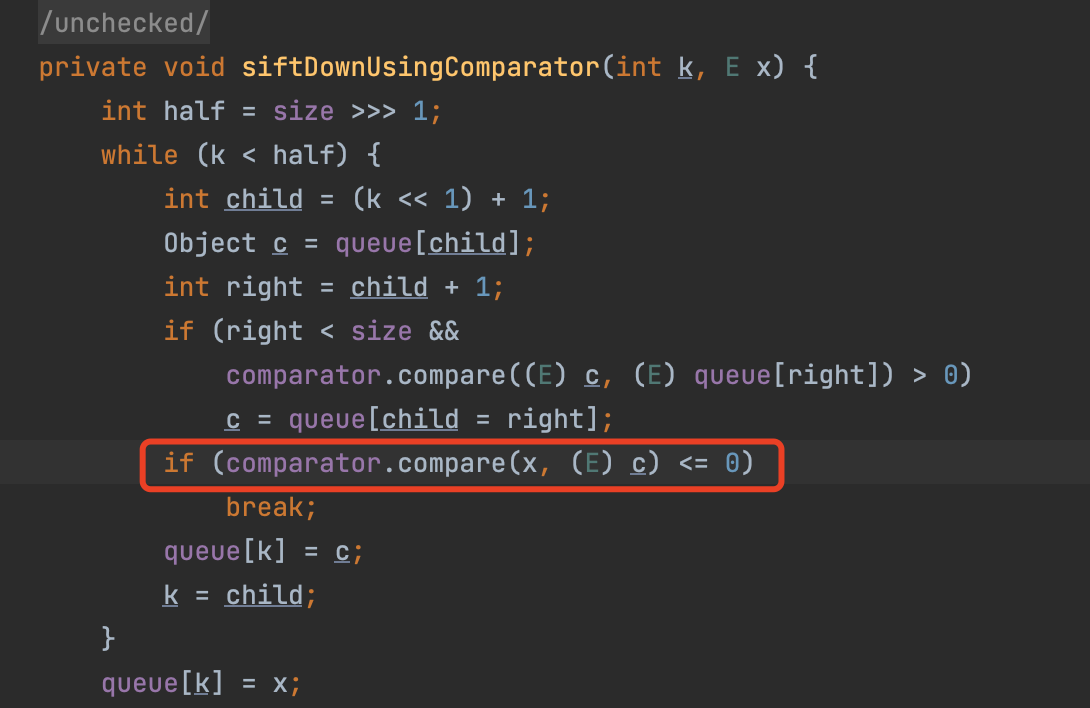 /unchecked/
private void siftDownUsingComparator(int k, E x) {
    int half = size >>> 1;
    while (k < half) {
        int child = (k << 1) + 1;
        Object c = queue[child];
        int right = child + 1;
        if (right < size &&
            comparator.compare((E) c, (E) queue[right]) > 0)
            c = queue[child = right];
        if (comparator.compare(x, (E) c) <= 0)
            break;
        queue[k] = c;
        k = child;
    }
    queue[k] = x;